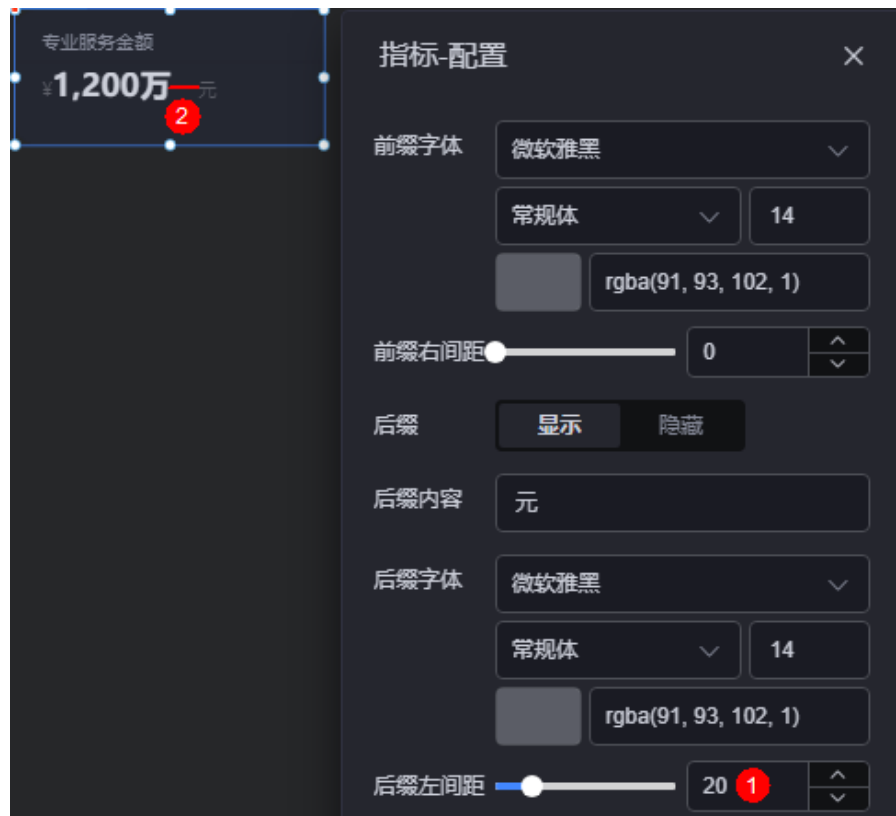 专业服务金额
¥1,200万 元
2
指标-配置
前缀字体
微软雅黑
常规体
14
rgba(91, 93, 102, 1)
前缀右间距
0
后缀
显示
隐藏
后缀内容
元
后缀字体
微软雅黑
常规体
14
rgba(91, 93, 102, 1)
后缀左间距
20
1